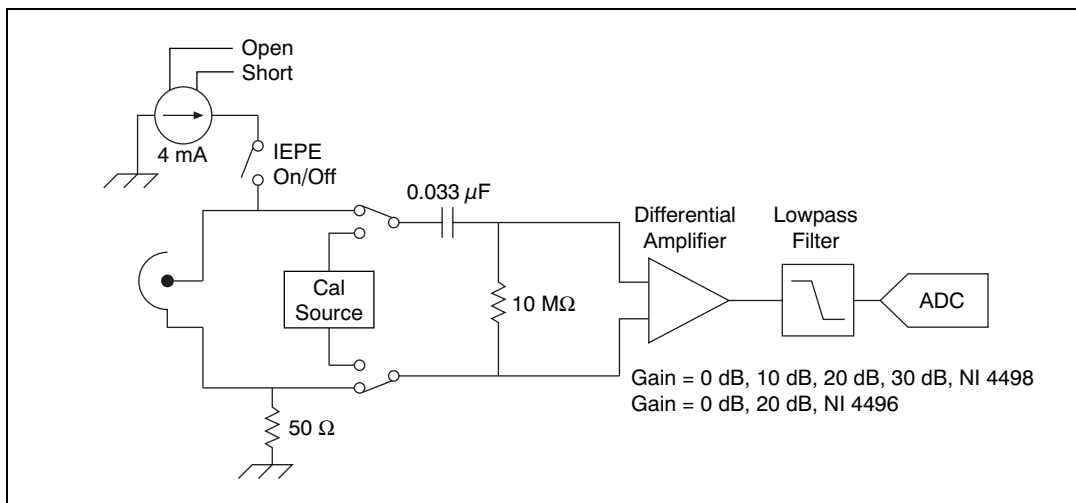 Open
Short
4 mA
IEPE
On/Off
0.033 µF
Differential
Amplifier
Lowpass
Filter
Cal
Source
10 MΩ
ADC
Gain = 0 dB, 10 dB, 20 dB, 30 dB, NI 4498
Gain = 0 dB, 20 dB, NI 4496
50 Ω